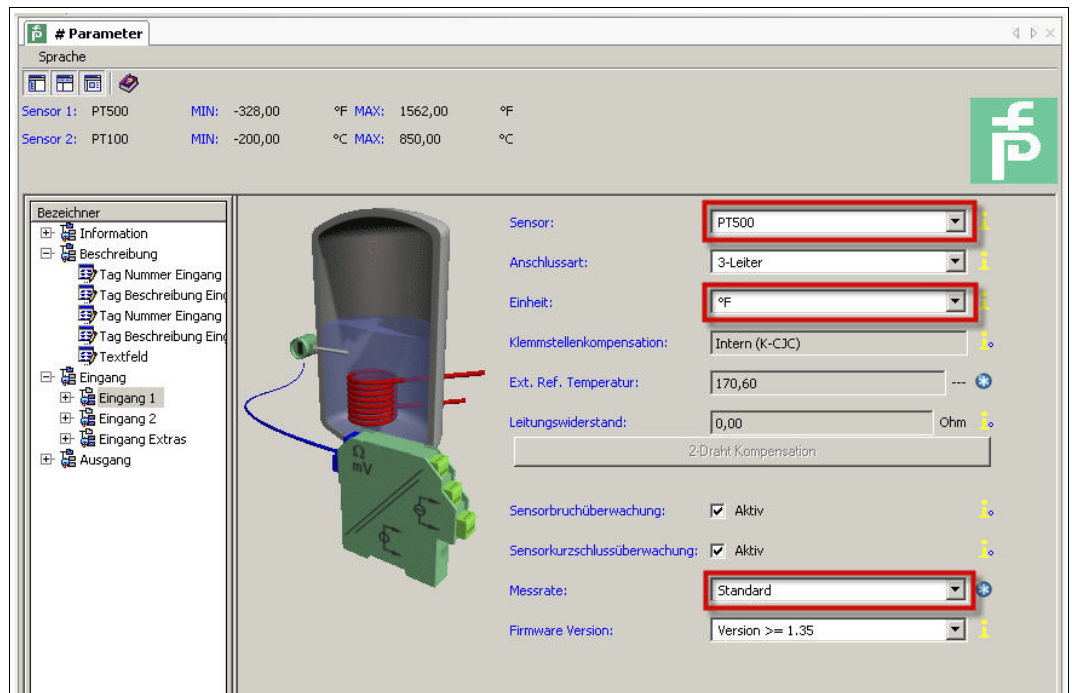 # Parameter
Sprache
Sensor 1: PT500 MIN: -328,00 °F MAX: 1562,00 °F
Sensor 2: PT100 MIN: -200,00 °C MAX: 850,00 °C
Bezeichner
Information
Beschreibung
Tag Nummer Eingang
Tag Beschreibung Ein
Tag Nummer Eingang
Tag Beschreibung Ein
Textfeld
Eingang
Eingang 1
Eingang 2
Eingang Extras
Ausgang
Ω
mV
Sensor: PT500
Anschlussart: 3-Leiter
Einheit: °F
Klemmstellenkompensation: Intern (K-CJC)
Ext. Ref. Temperatur: 170,60 ---
Leitungswiderstand: 0,00 Ohm
2-Draht Kompensation
Sensorbruchüberwachung: Aktiv
Sensorkurzschlussüberwachung: Aktiv
Messrate: Standard
Firmware Version: Version >= 1.35